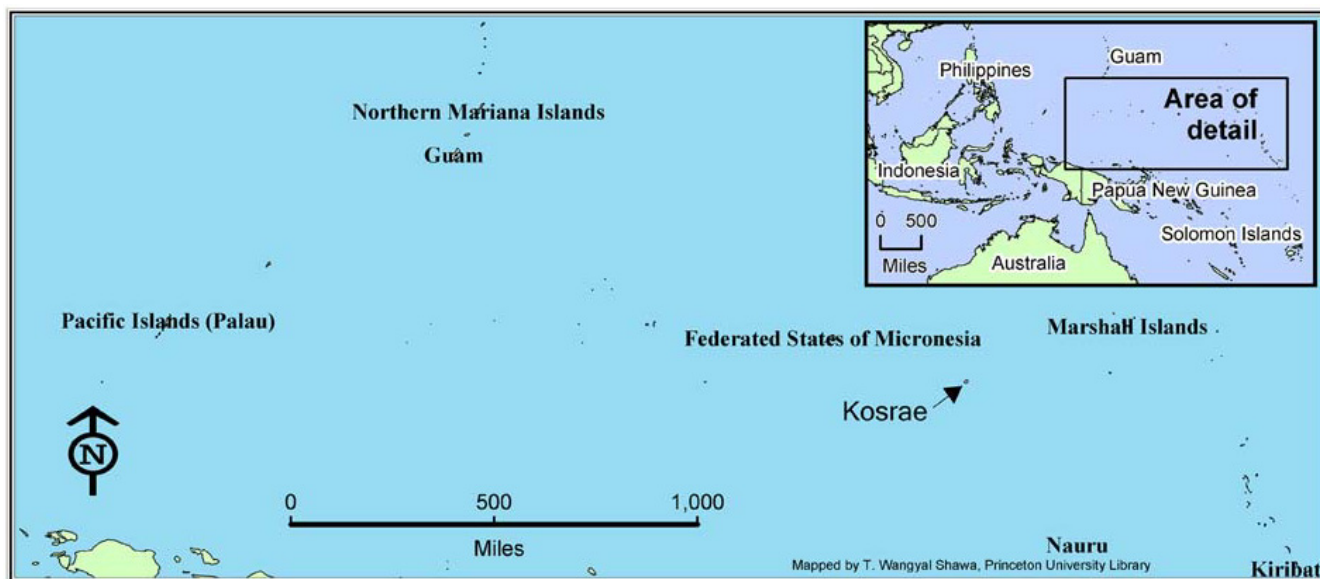 Northern Mariana Islands
Guam
Pacific Islands (Palau)
Federated States of Micronesia
Marshall Islands
Kosrae
N
0 500 1,000
Miles
Nauru
Kiribat
Mapped by T. Wangyal Shawa, Princeton University Library
Guam
Philippines
Area of
detail
Indonesia
Papua New Guinea
0 500
Miles
Solomon Islands
Australia